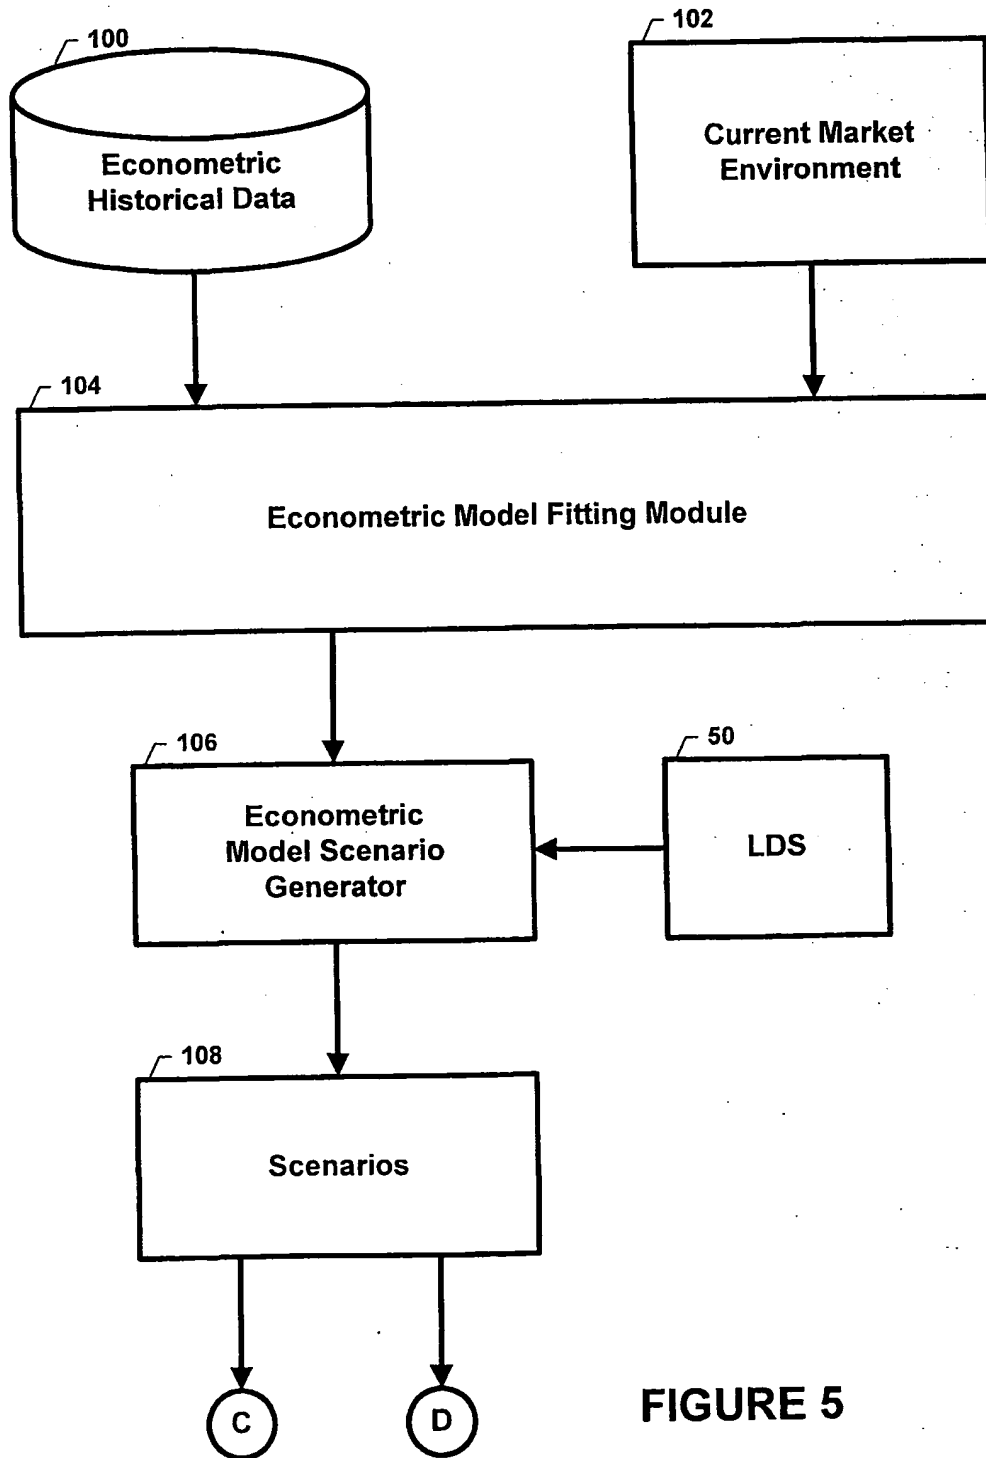 100
102
Econometric
Historical Data
Current Market
Environment
104
Econometric Model Fitting Module
106
50
Econometric
Model Scenario
Generator
LDS
108
Scenarios
C
D
FIGURE 5